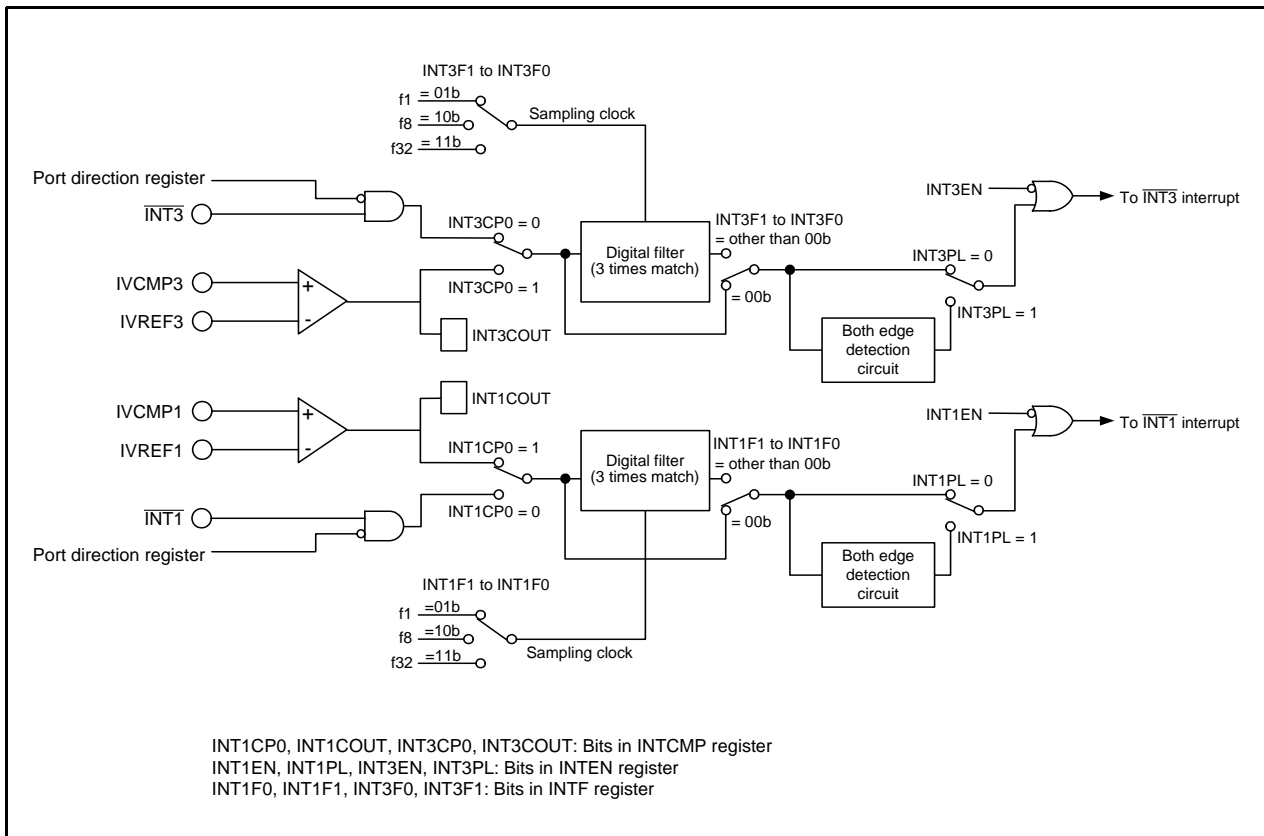 INT3F1 to INT3F0
f1 = 01b
f8 = 10b
f32 = 11b
Sampling clock
Port direction register
INT3
INT3CP0 = 0
IVCMP3
IVREF3
+
-
INT3CP0 = 1
INT3COUT
Digital filter
(3 times match)
INT3F1 to INT3F0
= other than 00b
= 00b
INT3EN
To INT3 interrupt
INT3PL = 0
INT3PL = 1
Both edge
detection
circuit
IVCMP1
IVREF1
+
-
INT1COUT
INT1CP0 = 1
INT1
INT1CP0 = 0
Port direction register
Digital filter
(3 times match)
INT1F1 to INT1F0
= other than 00b
= 00b
INT1EN
To INT1 interrupt
INT1PL = 0
INT1PL = 1
Both edge
detection
circuit
INT1F1 to INT1F0
f1 =01b
f8 =10b
f32 =11b
Sampling clock
INT1CP0, INT1COUT, INT3CP0, INT3COUT: Bits in INTCMP register
INT1EN, INT1PL, INT3EN, INT3PL: Bits in INTEN register
INT1F0, INT1F1, INT3F0, INT3F1: Bits in INTF register